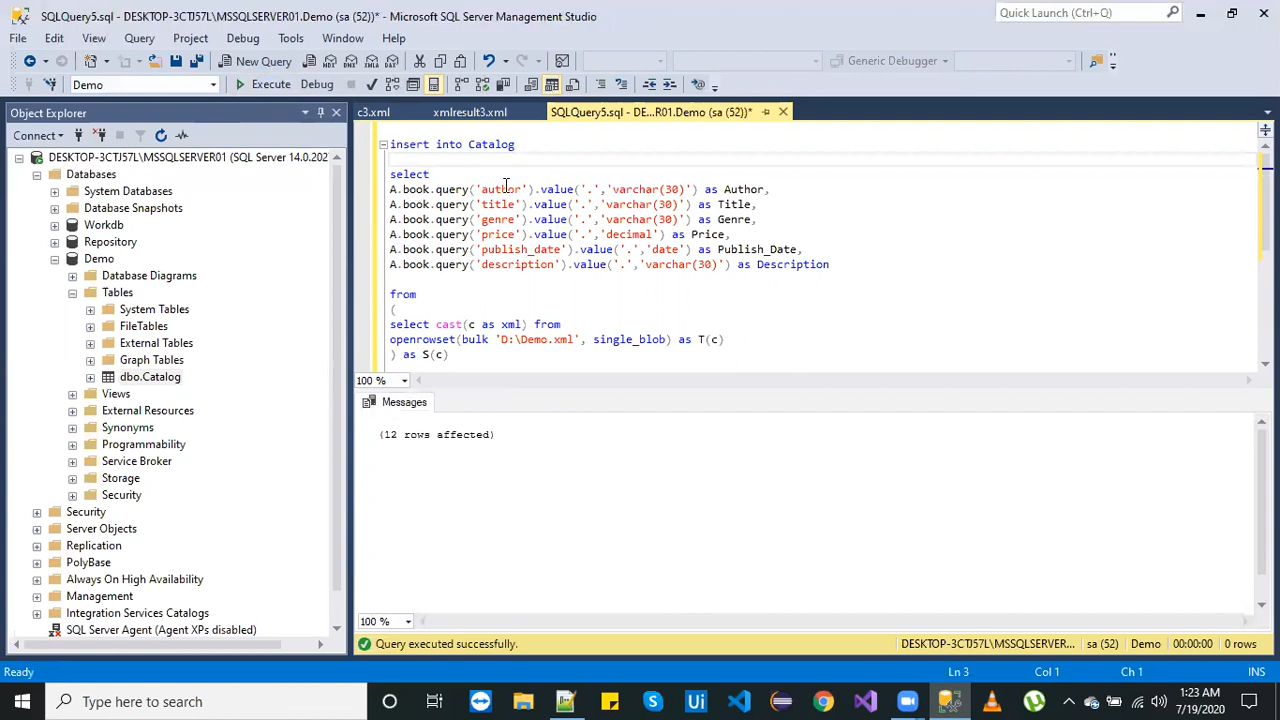 SQLQuery5.sql - DESKTOP-3CTJ57L\MSSQLSERVER01.Demo (sa (52))* - Microsoft SQL Server Management Studio
Quick Launch (Ctrl+Q)
File Edit View Query Project Debug Tools Window Help
New Query
Generic Debugger
Demo
Execute Debug
Object Explorer
c3.xml xmlresult3.xml SQLQuery5.sql - DE...R01.Demo (sa (52))*
Connect
DESKTOP-3CTJ57L\MSSQLSERVER01 (SQL Server 14.0.202
Databases
System Databases
Database Snapshots
Workdb
Repository
Demo
Database Diagrams
Tables
System Tables
FileTables
External Tables
Graph Tables
dbo.Catalog
Views
External Resources
Synonyms
Programmability
Service Broker
Storage
Security
Security
Server Objects
Replication
PolyBase
Always On High Availability
Management
Integration Services Catalogs
SQL Server Agent (Agent XPs disabled)
insert into Catalog
select
A.book.query('author').value('.','varchar(30)') as Author,
A.book.query('title').value('.','varchar(30)') as Title,
A.book.query('genre').value('.','varchar(30)') as Genre,
A.book.query('price').value('.','decimal') as Price,
A.book.query('publish_date').value('.','date') as Publish_Date,
A.book.query('description').value('.','varchar(30)') as Description
from
(
select cast(c as xml) from
openrowset(bulk 'D:\Demo.xml', single_blob) as T(c)
) as S(c)
100 %
Messages
(12 rows affected)
100 %
Query executed successfully. DESKTOP-3CTJ57L\MSSQLSERVER... sa (52) Demo 00:00:00 0 rows
Ready Ln 3 Col 1 Ch 1 INS
Type here to search
Ui
1:23 AM
7/19/2020